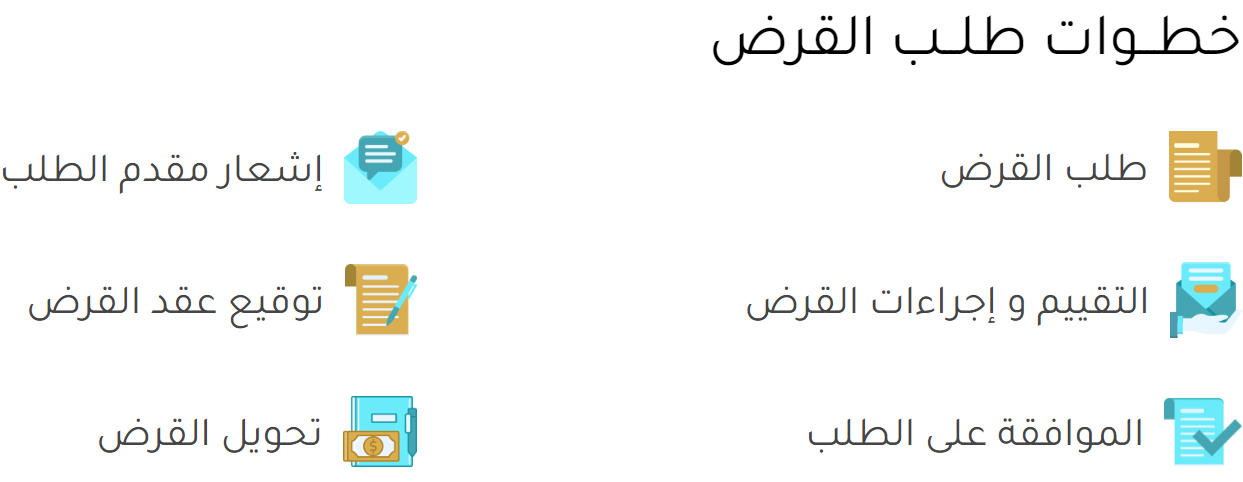 خطـوات طلـب القرض
طلب القرض
التقييم و إجراءات القرض
الموافقة على الطلب
إشعار مقدم الطلب
توقيع عقد القرض
تحويل القرض